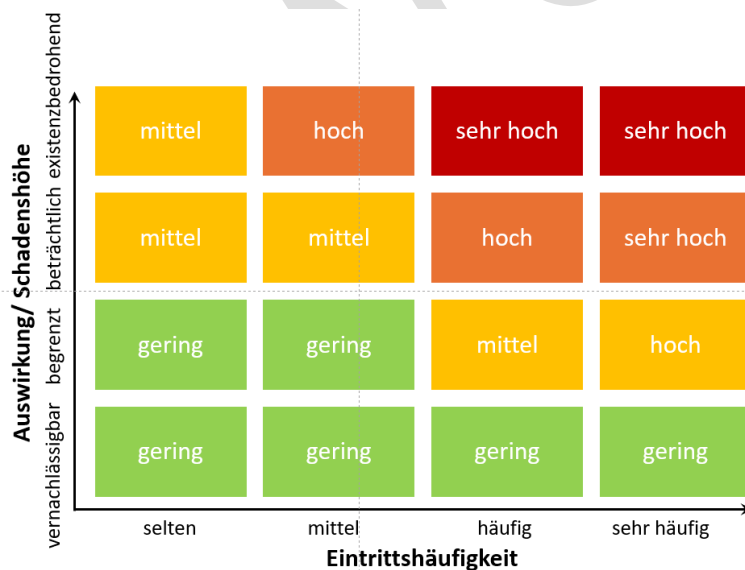 existenzbedrohend
mittel
hoch
sehr hoch
sehr hoch
beträchtlich
mittel
mittel
hoch
sehr hoch
begrenzt
gering
gering
mittel
hoch
vernachlässigbar
gering
gering
gering
gering
Auswirkung/ Schadenshöhe
selten
mittel
häufig
sehr häufig
Eintrittshäufigkeit